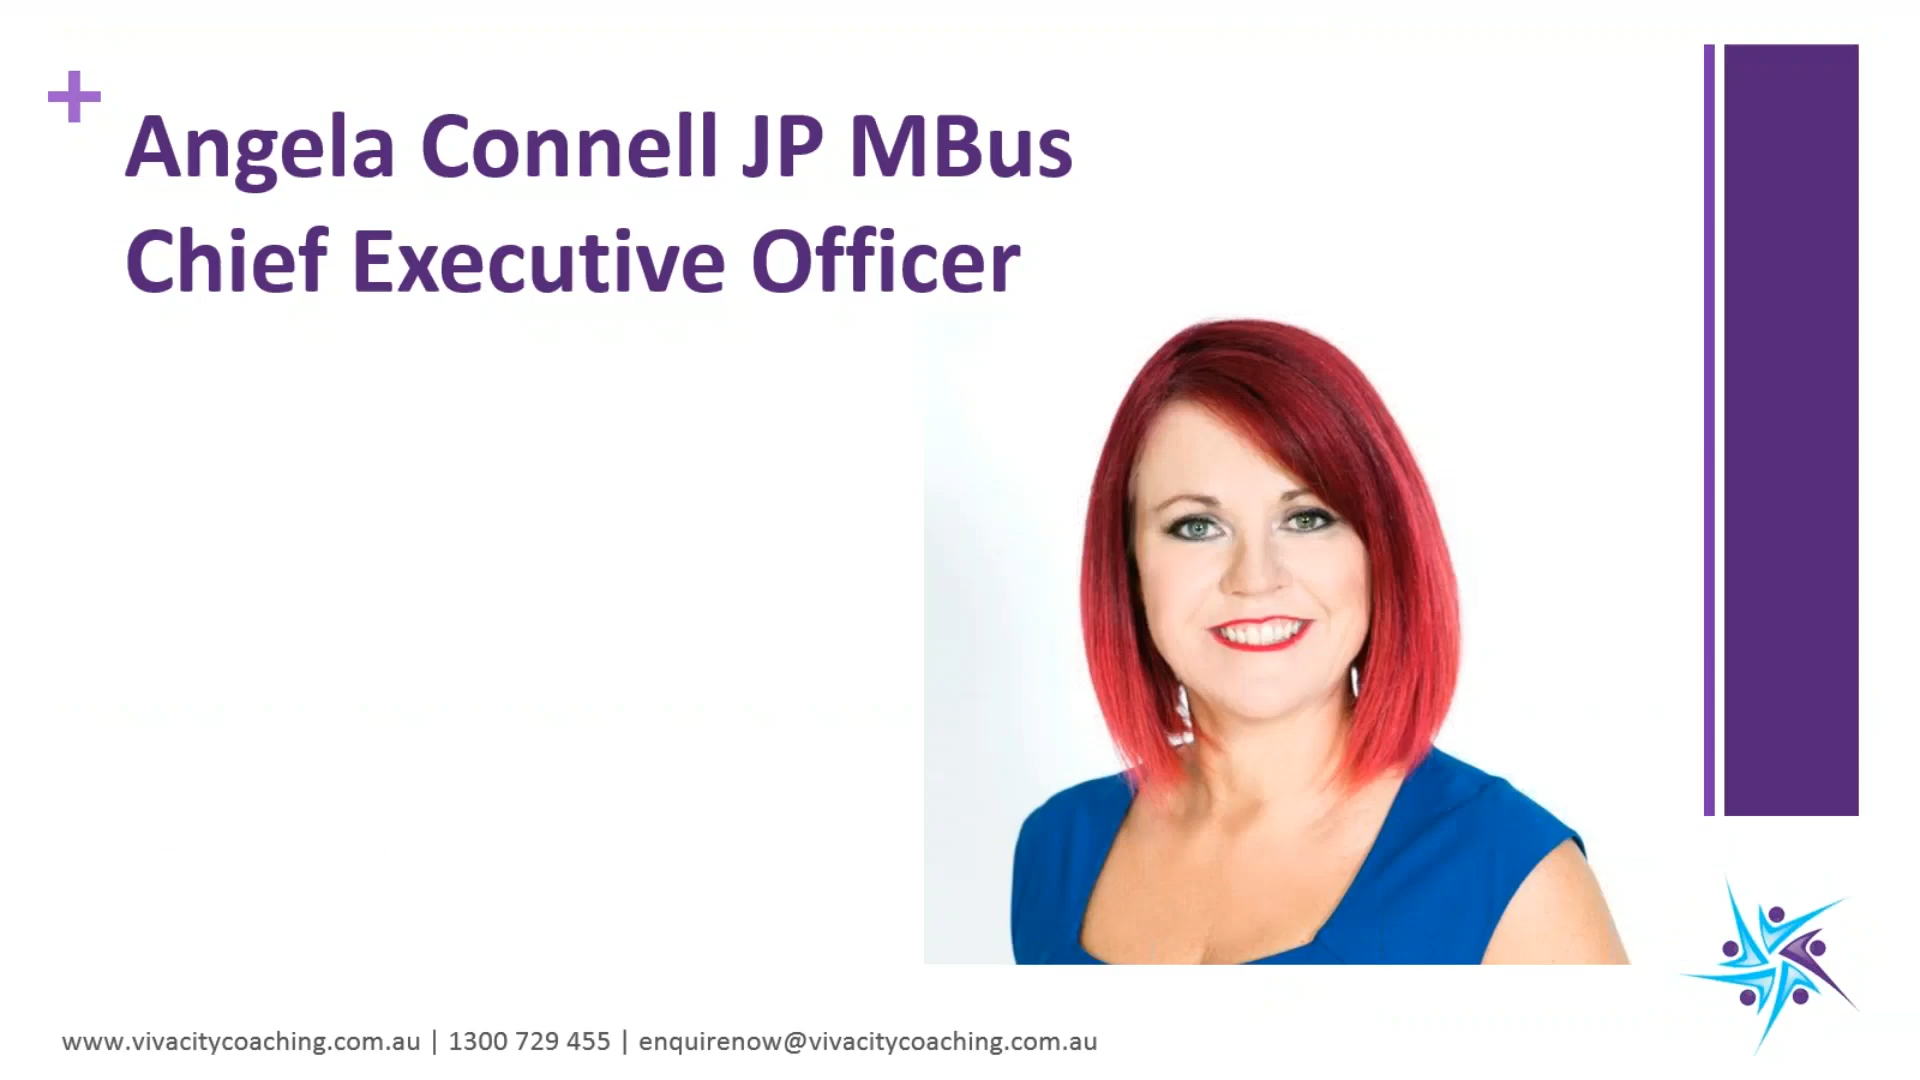 Angela Connell JP MBus
Chief Executive Officer
www.vivacitycoaching.com.au | 1300 729 455 | enquirenow@vivacitycoaching.com.au